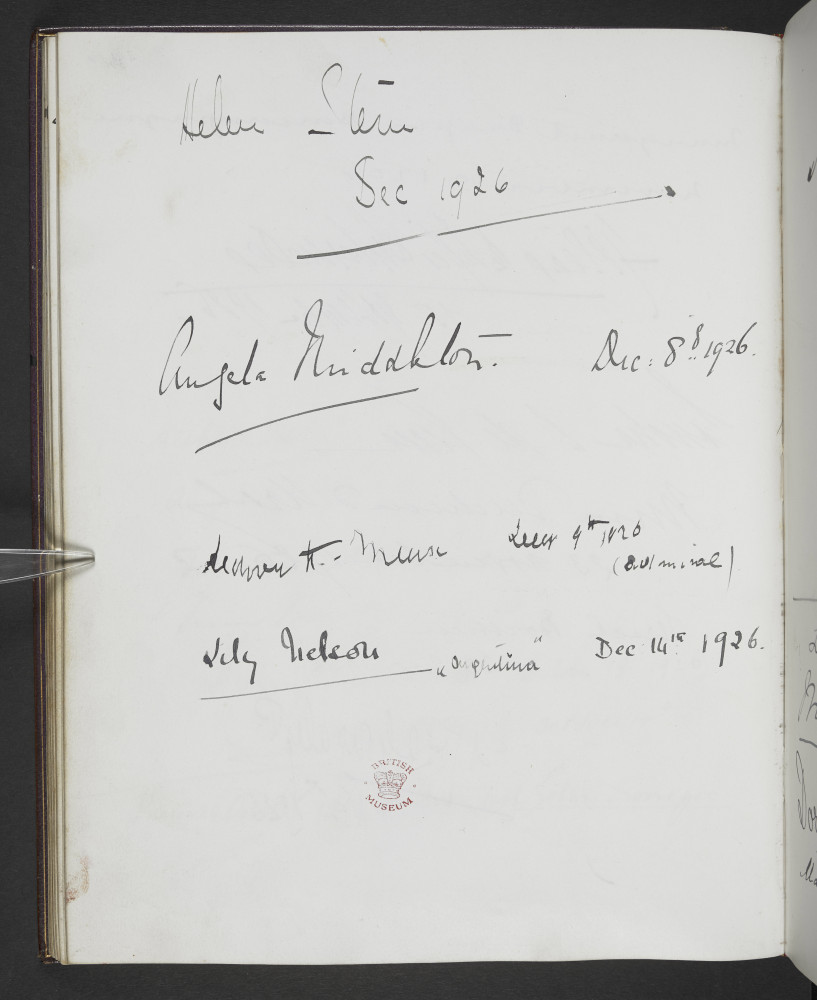 Helen Stern
Dec 1926
Angela Middleton. Dec: 8th 1926.
Decr 9th 1926
(admiral)
Lily Nelson "Argentina" Dec 14th 1926.
BRITISH
MUSEUM